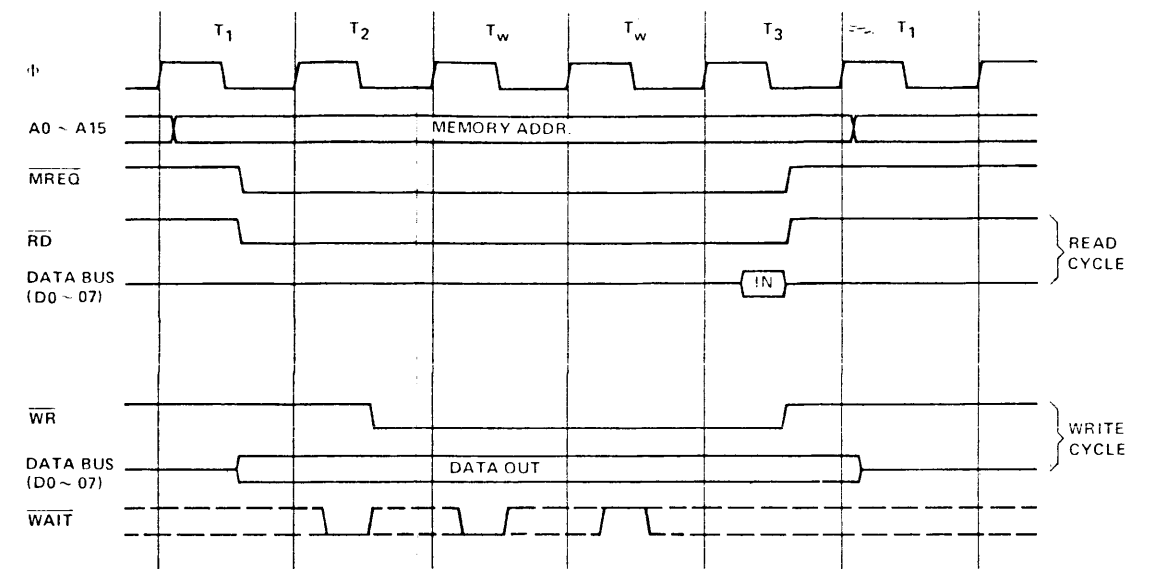 T1 T2 Tw Tw T3 T1
Φ
A0 ~ A15 MEMORY ADDR.
MREQ
RD
READ
CYCLE
DATA BUS
(D0 ~ 07) IN
WR
WRITE
CYCLE
DATA BUS
(D0 ~ 07) DATA OUT
WAIT